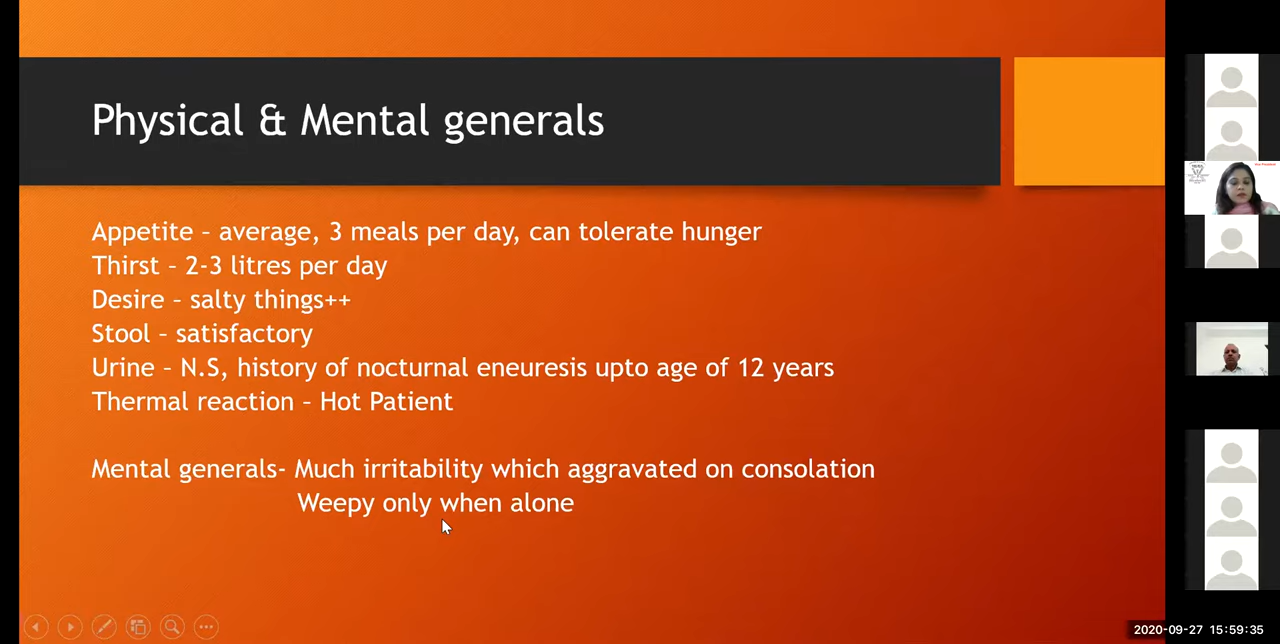 Physical & Mental generals
Appetite – average, 3 meals per day, can tolerate hunger
Thirst – 2-3 litres per day
Desire – salty things++
Stool – satisfactory
Urine – N.S, history of nocturnal eneuresis upto age of 12 years
Thermal reaction – Hot Patient
Mental generals- Much irritability which aggravated on consolation
Weepy only when alone
2020-09-27 15:59:35